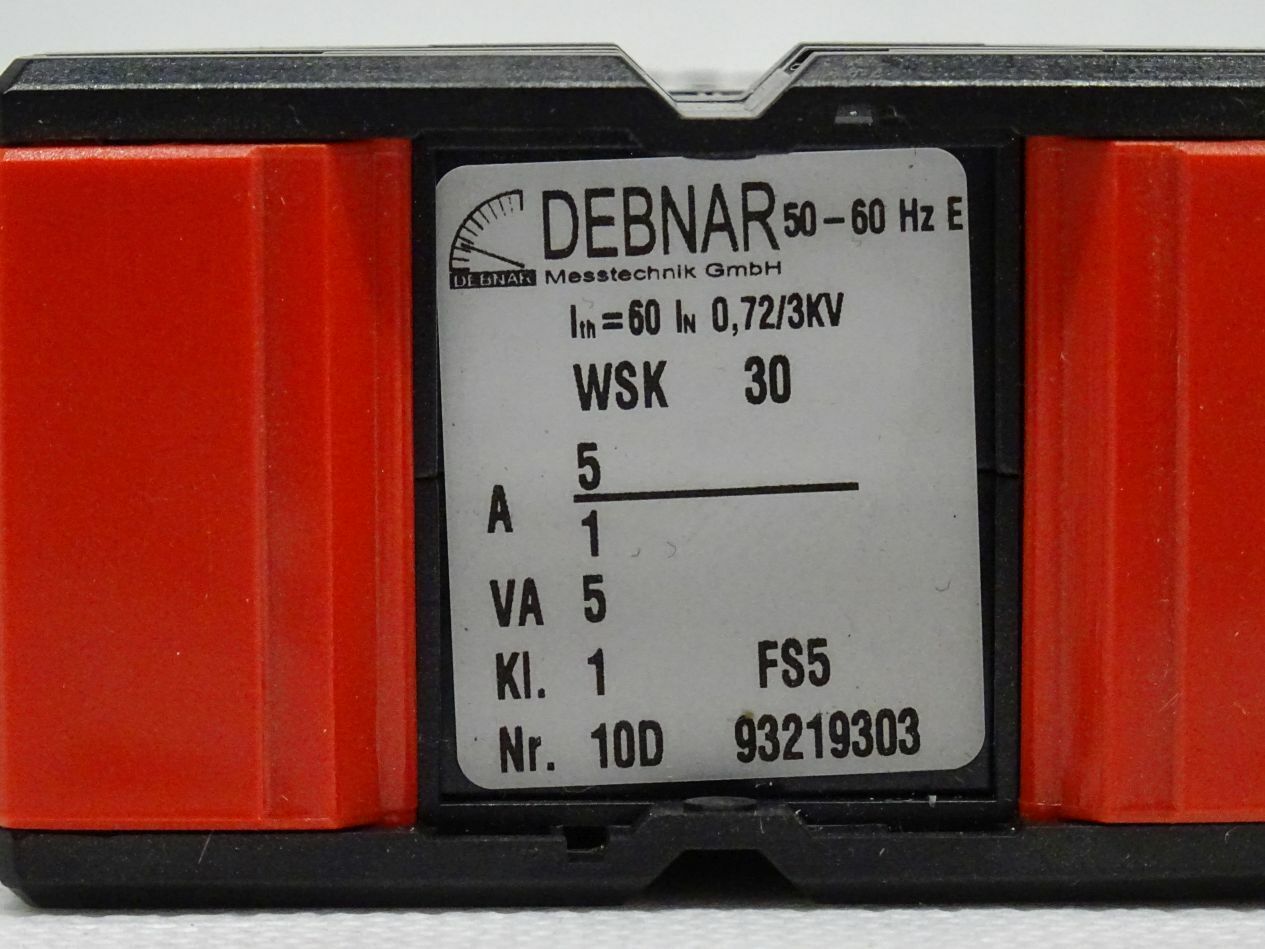 DEBNAR 50-60 Hz E
DEBNAR Messtechnik GmbH
Ith=60 IN 0,72/3KV
WSK 30
5
A
1
VA 5
Kl. 1 FS5
Nr. 10D 93219303